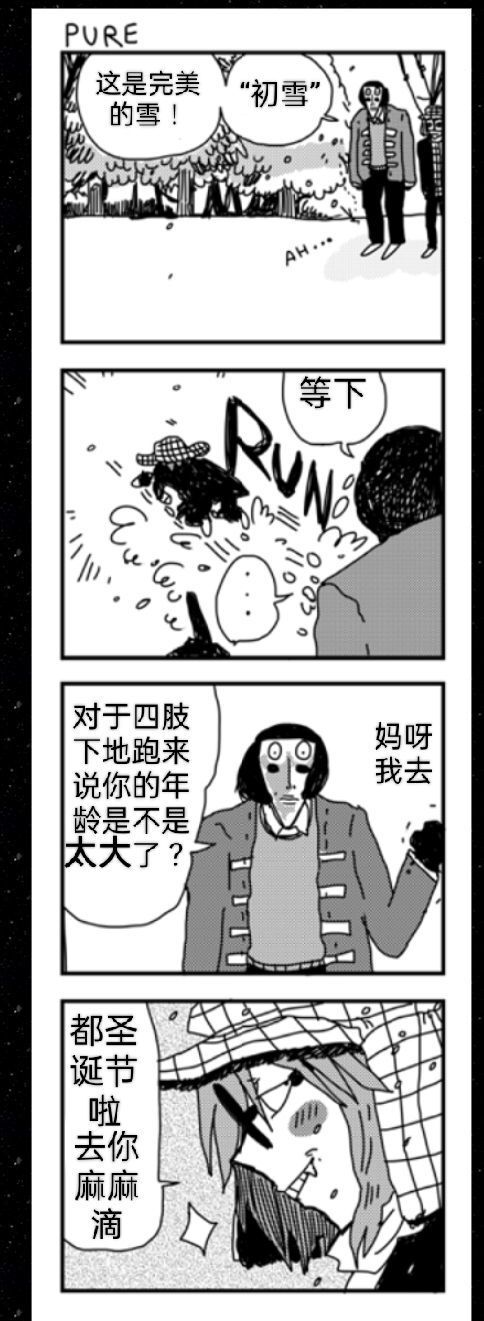 PURE
这是完美
的雪！
“初雪”
AH...
等下
RUN
...
对于四肢
下地跑来
说你的年
龄是不是
太大了？
妈呀
我去
都圣
诞节
啦
去你
麻麻
滴